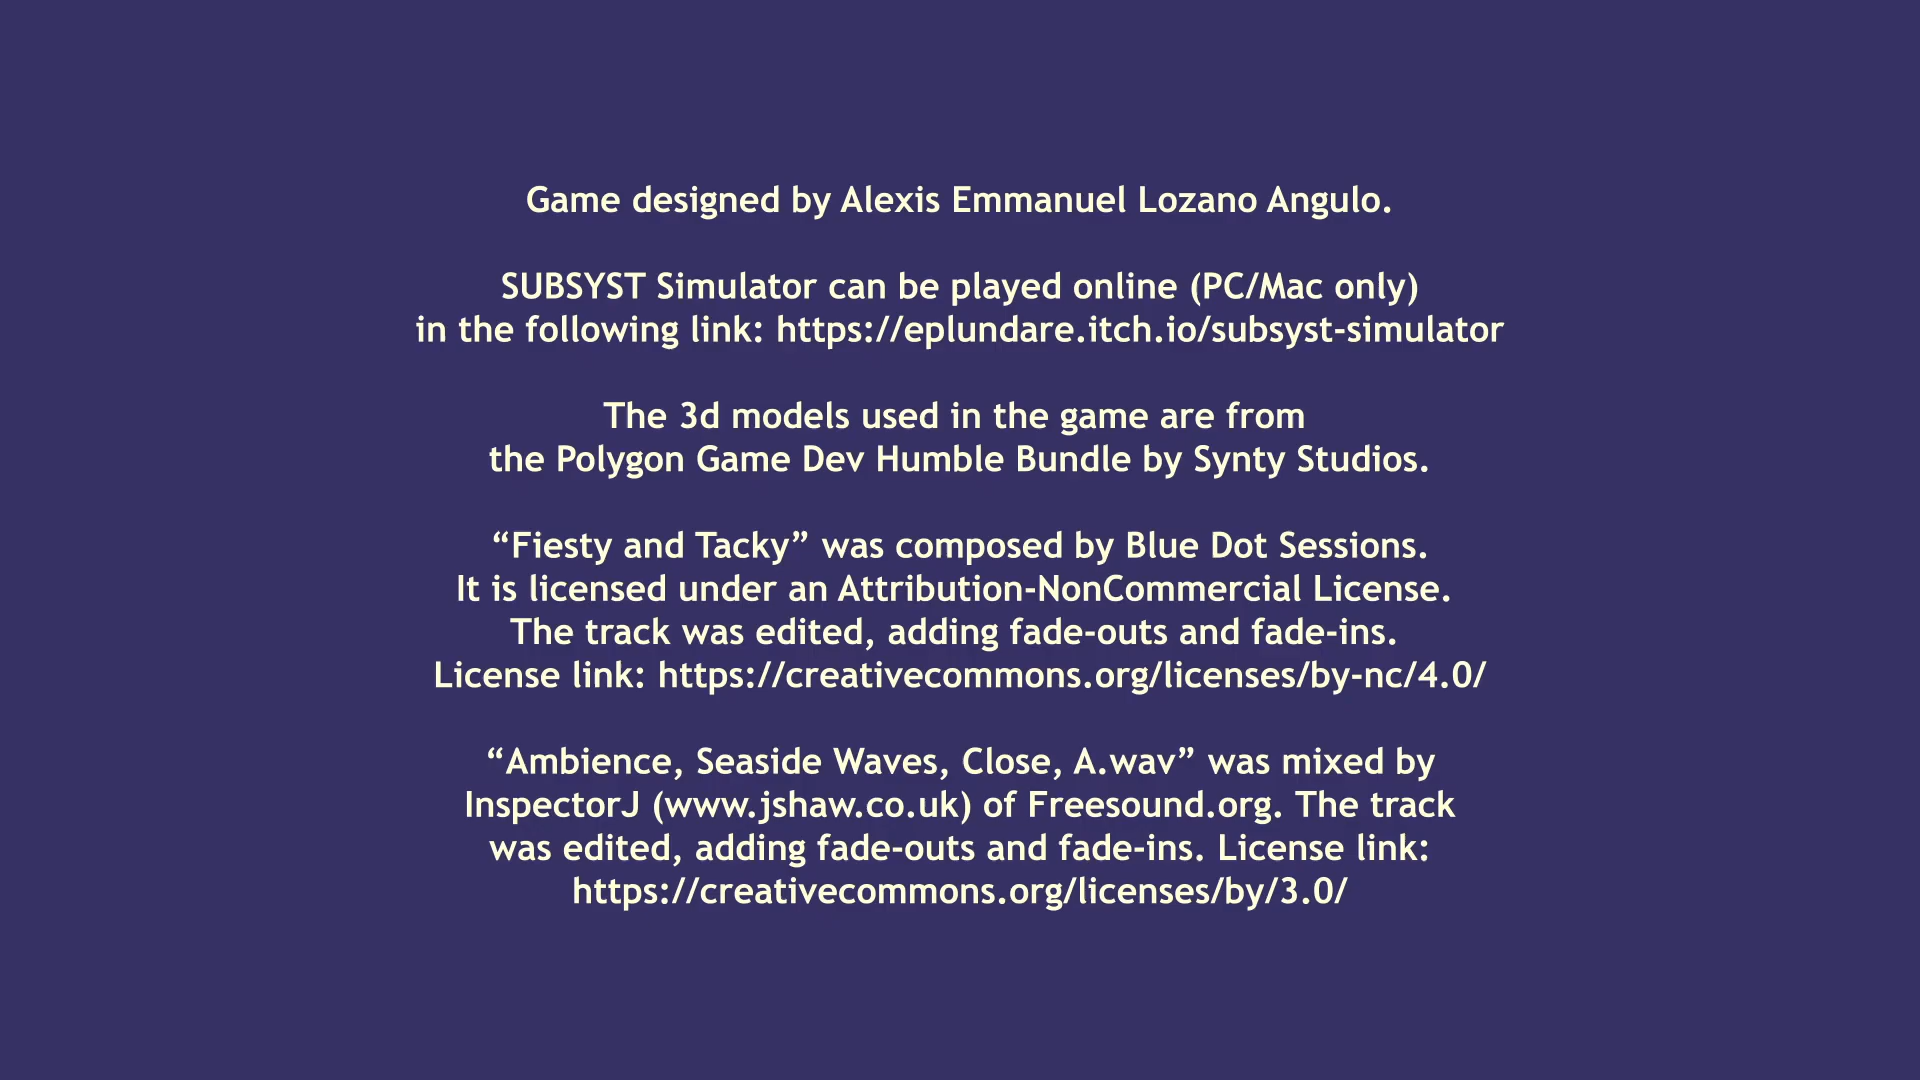 Game designed by Alexis Emmanuel Lozano Angulo.
SUBSYST Simulator can be played online (PC/Mac only)
in the following link: https://eplundare.itch.io/subsyst-simulator
The 3d models used in the game are from
the Polygon Game Dev Humble Bundle by Synty Studios.
“Fiesty and Tacky” was composed by Blue Dot Sessions.
It is licensed under an Attribution-NonCommercial License.
The track was edited, adding fade-outs and fade-ins.
License link: https://creativecommons.org/licenses/by-nc/4.0/
“Ambience, Seaside Waves, Close, A.wav” was mixed by
InspectorJ (www.jshaw.co.uk) of Freesound.org. The track
was edited, adding fade-outs and fade-ins. License link:
https://creativecommons.org/licenses/by/3.0/